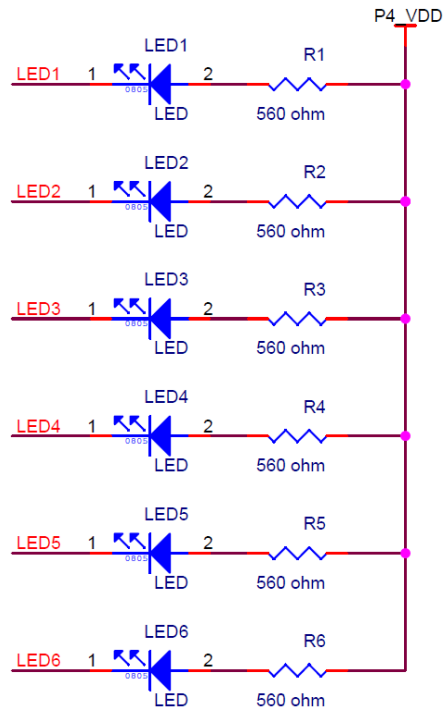 P4_VDD
LED1 R1
LED1 1 2
0805
LED 560 ohm
LED2 R2
LED2 1 2
0805
LED 560 ohm
LED3 R3
LED3 1 2
0805
LED 560 ohm
LED4 R4
LED4 1 2
0805
LED 560 ohm
LED5 R5
LED5 1 2
0805
LED 560 ohm
LED6 R6
LED6 1 2
0805
LED 560 ohm